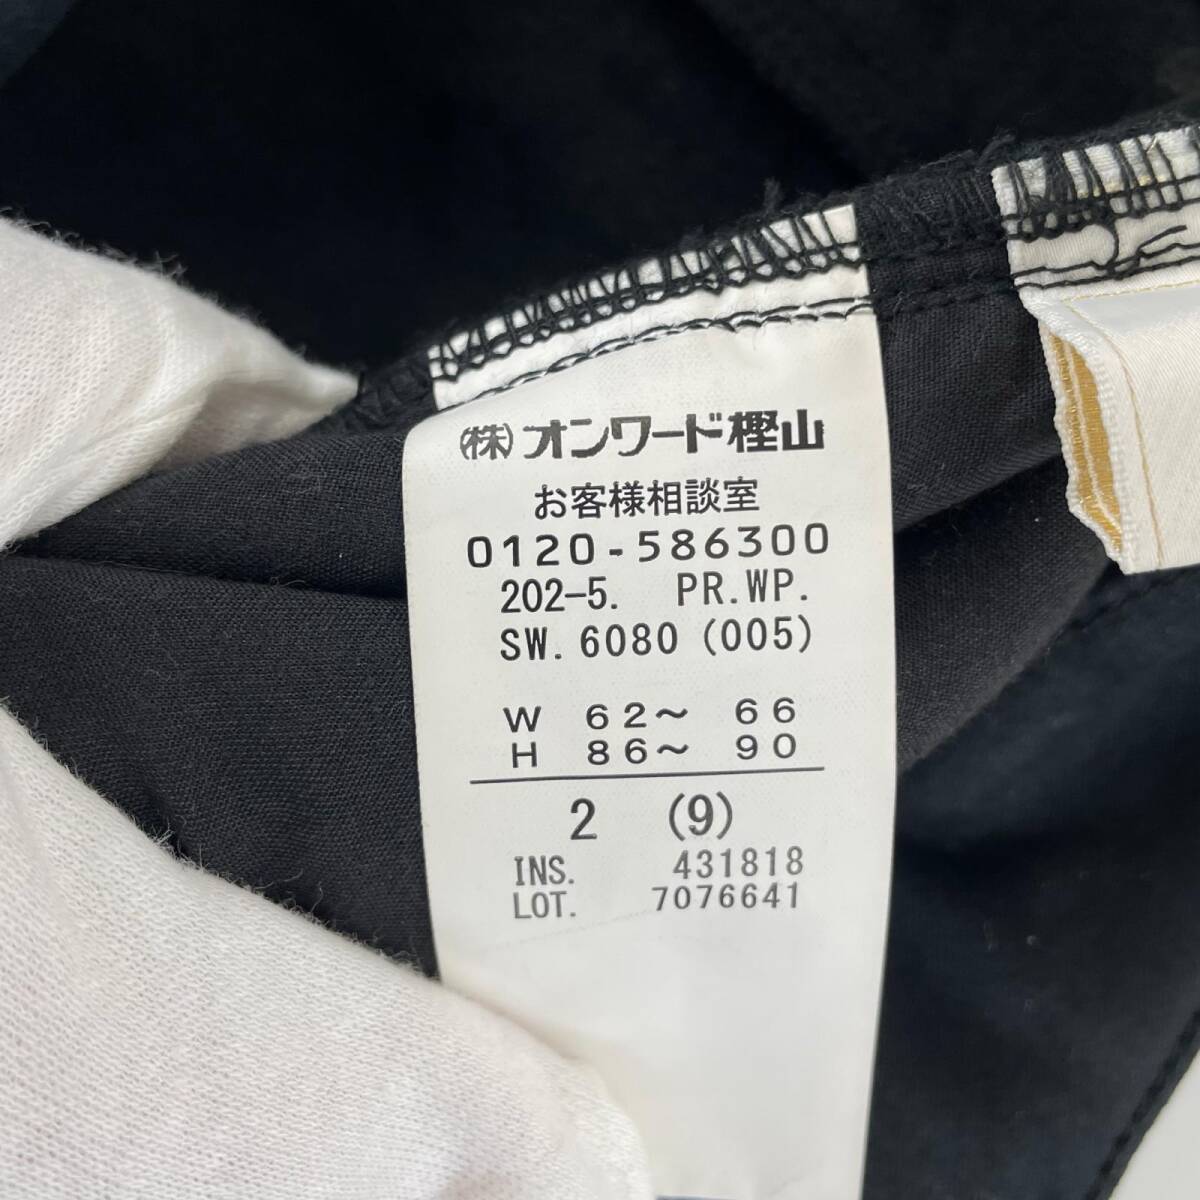 (株)オンワード樫山
お客様相談室
0120-586300
202-5. PR.WP.
SW.6080(005)
W 62～ 66
H 86～ 90
2 (9)
INS. 431818
LOT. 7076641